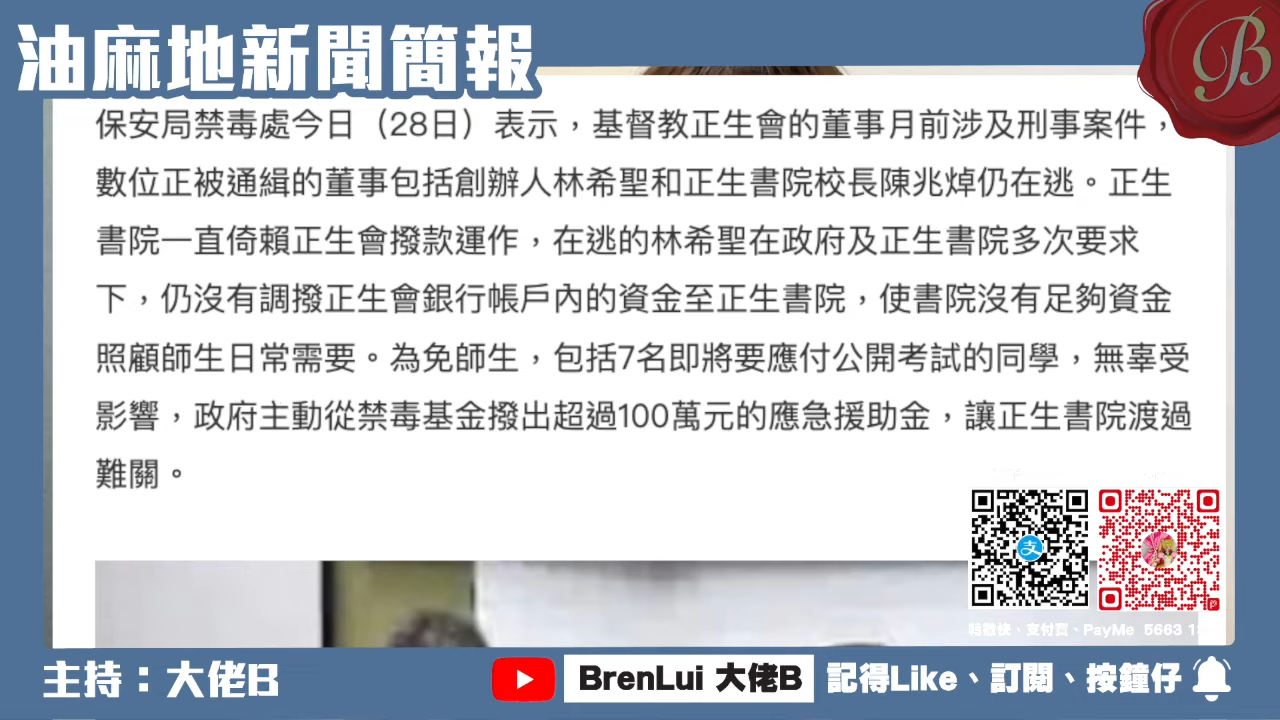 油麻地新聞簡報
B
保安局禁毒處今日（28日）表示，基督教正生會的董事月前涉及刑事案件，
數位正被通緝的董事包括創辦人林希聖和正生書院校長陳兆焯仍在逃。正生
書院一直倚賴正生會撥款運作，在逃的林希聖在政府及正生書院多次要求
下，仍沒有調撥正生會銀行帳戶內的資金至正生書院，使書院沒有足夠資金
照顧師生日常需要。為免師生，包括7名即將要應付公開考試的同學，無辜受
影響，政府主動從禁毒基金撥出超過100萬元的應急援助金，讓正生書院渡過
難關。
支
轉數快、支付寶、PayMe 5663 1
主持：大佬B
BrenLui 大佬B
記得Like、訂閱、按鐘仔